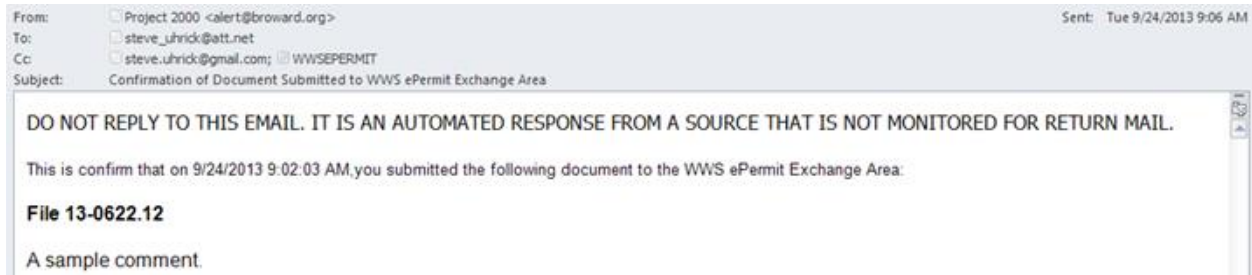 From: Project 2000 <alert@broward.org> Sent: Tue 9/24/2013 9:06 AM
To: steve_uhrick@att.net
Cc: steve.uhrick@gmail.com; WWSEPERMIT
Subject: Confirmation of Document Submitted to WWS ePermit Exchange Area
DO NOT REPLY TO THIS EMAIL. IT IS AN AUTOMATED RESPONSE FROM A SOURCE THAT IS NOT MONITORED FOR RETURN MAIL.
This is confirm that on 9/24/2013 9:02:03 AM,you submitted the following document to the WWS ePermit Exchange Area:
File 13-0622.12
A sample comment.